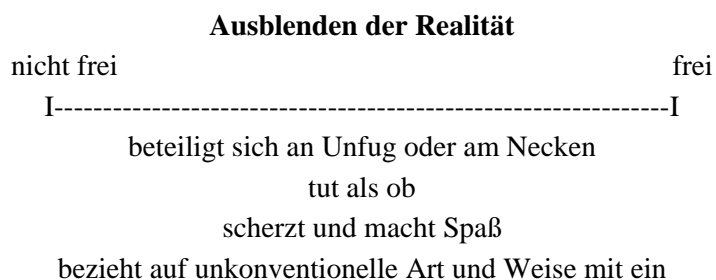 Ausblenden der Realität
nicht frei frei
I----------------------------------------------------------------I
beteiligt sich an Unfug oder am Necken
tut als ob
scherzt und macht Spaß
bezieht auf unkonventionelle Art und Weise mit ein